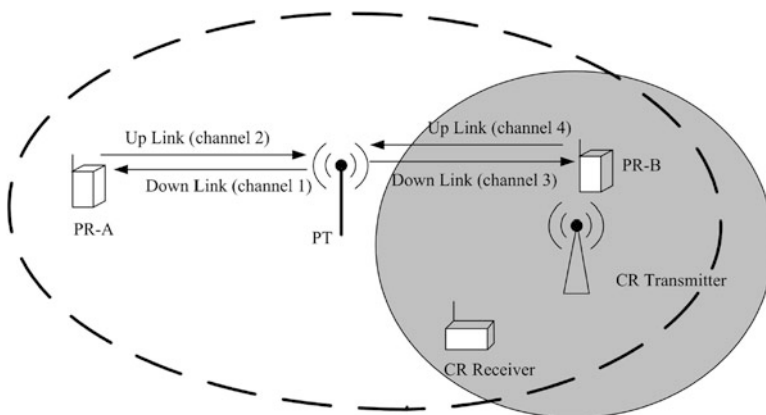 Up Link (channel 2)
Up Link (channel 4)
Down Link (channel 1)
Down Link (channel 3)
PR-A
PT
PR-B
CR Transmitter
CR Receiver